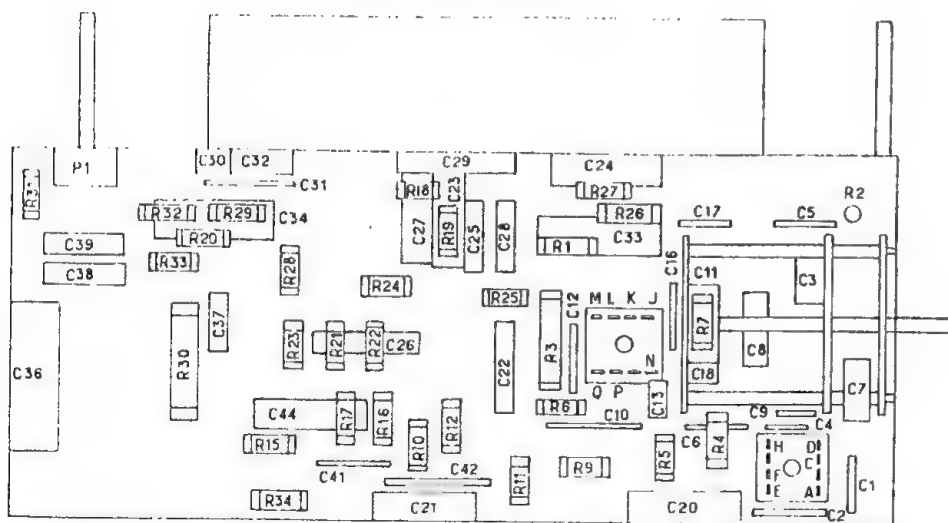 P1
C30
C32
C29
C24
C31
R18
C23
R27
R32
R29
C34
C27
R19
C25
C28
R26
C17
C5
R2
C39
R20
R1
C33
C38
R33
R28
R24
R25
C12
M L K J
C16
C11
C3
C36
R30
C37
R23
R21
R22
C26
C22
R3
N
R7
C8
C18
C7
Q P
C13
C44
R17
R16
R10
R12
R6
C10
C9
C6
R4
C4
R15
C41
C42
R11
R9
R5
H D
C
F
E A
C1
R34
C21
C20
C2